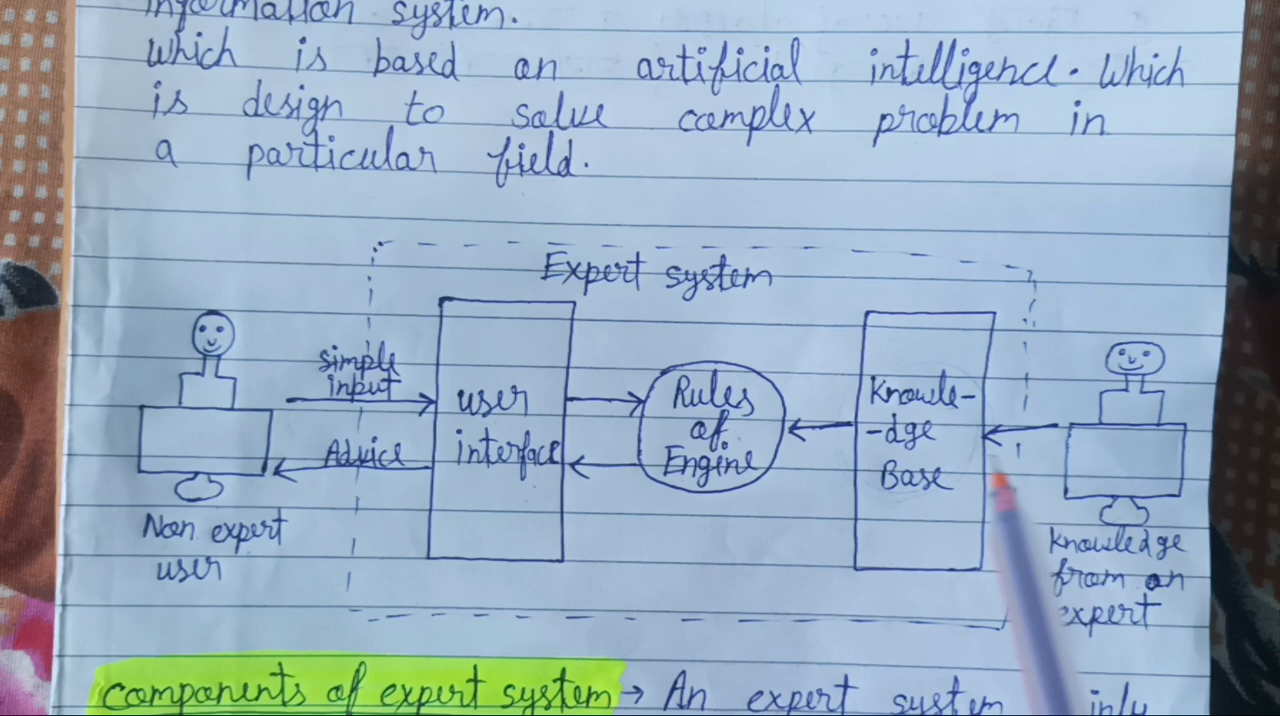 information system.
which is based on artificial intelligence. Which
is design to solve complex problem in
a particular field.
Expert system
simple
input
Advice
user
interface
Rules
of
Engine
Knowle-
-dge
Base
Non expert
user
Knowledge
from an
expert
components of expert system → An expert system